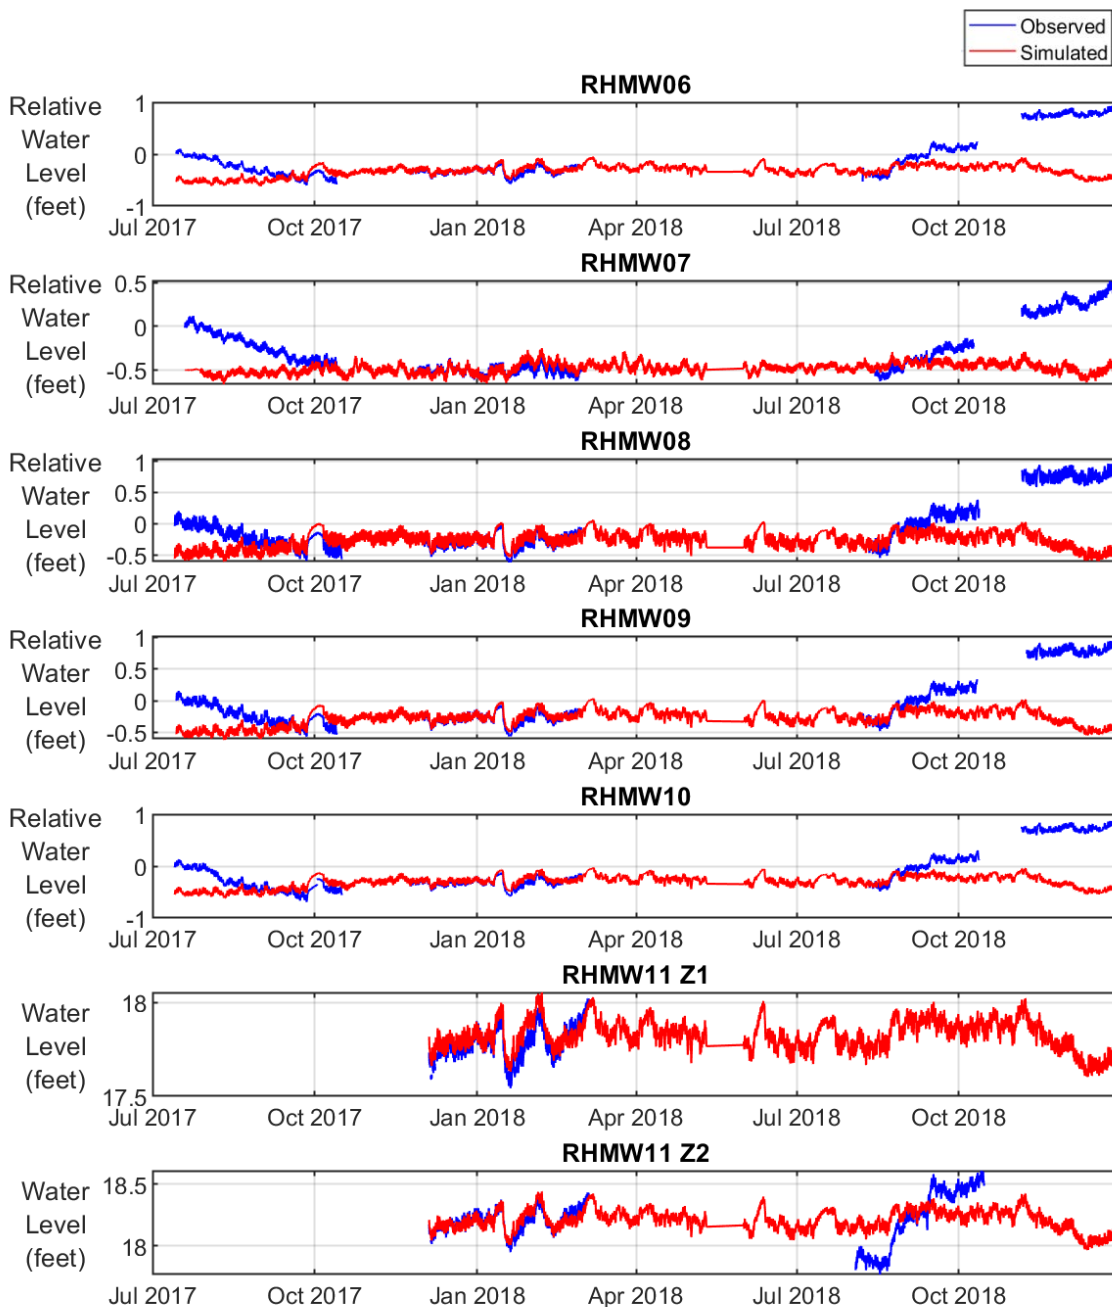 Observed
Simulated
RHMW06
Relative
Water
Level
(feet)
1
0
-1
Jul 2017 Oct 2017 Jan 2018 Apr 2018 Jul 2018 Oct 2018
RHMW07
Relative
Water
Level
(feet)
0.5
0
-0.5
Jul 2017 Oct 2017 Jan 2018 Apr 2018 Jul 2018 Oct 2018
RHMW08
Relative
Water
Level
(feet)
1
0.5
0
-0.5
Jul 2017 Oct 2017 Jan 2018 Apr 2018 Jul 2018 Oct 2018
RHMW09
Relative
Water
Level
(feet)
1
0.5
0
-0.5
Jul 2017 Oct 2017 Jan 2018 Apr 2018 Jul 2018 Oct 2018
RHMW10
Relative
Water
Level
(feet)
1
0
-1
Jul 2017 Oct 2017 Jan 2018 Apr 2018 Jul 2018 Oct 2018
RHMW11 Z1
Water
Level
(feet)
18
17.5
Jul 2017 Oct 2017 Jan 2018 Apr 2018 Jul 2018 Oct 2018
RHMW11 Z2
Water
Level
(feet)
18.5
18
Jul 2017 Oct 2017 Jan 2018 Apr 2018 Jul 2018 Oct 2018